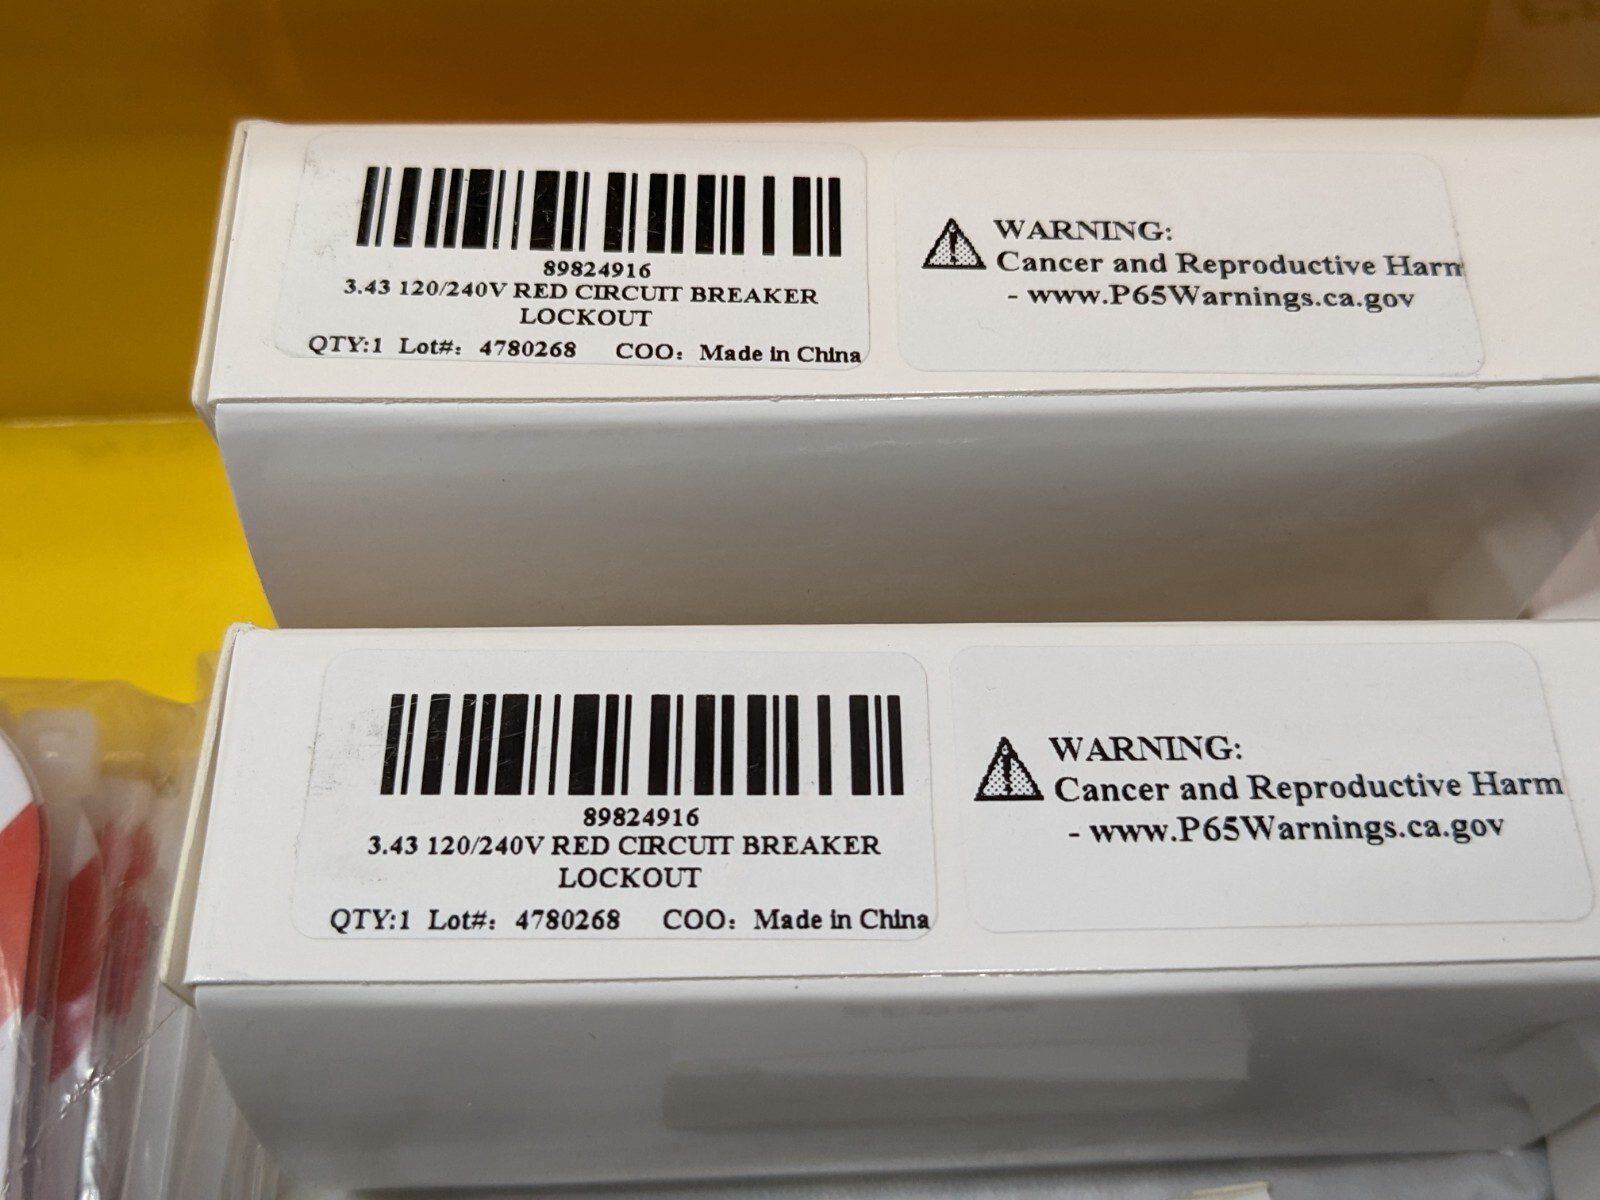 89824916
3.43 120/240V RED CIRCUIT BREAKER
LOCKOUT
QTY:1 Lot#: 4780268 COO: Made in China
WARNING:
Cancer and Reproductive Harm
- www.P65Warnings.ca.gov
89824916
3.43 120/240V RED CIRCUIT BREAKER
LOCKOUT
QTY:1 Lot#: 4780268 COO: Made in China
WARNING:
Cancer and Reproductive Harm
- www.P65Warnings.ca.gov